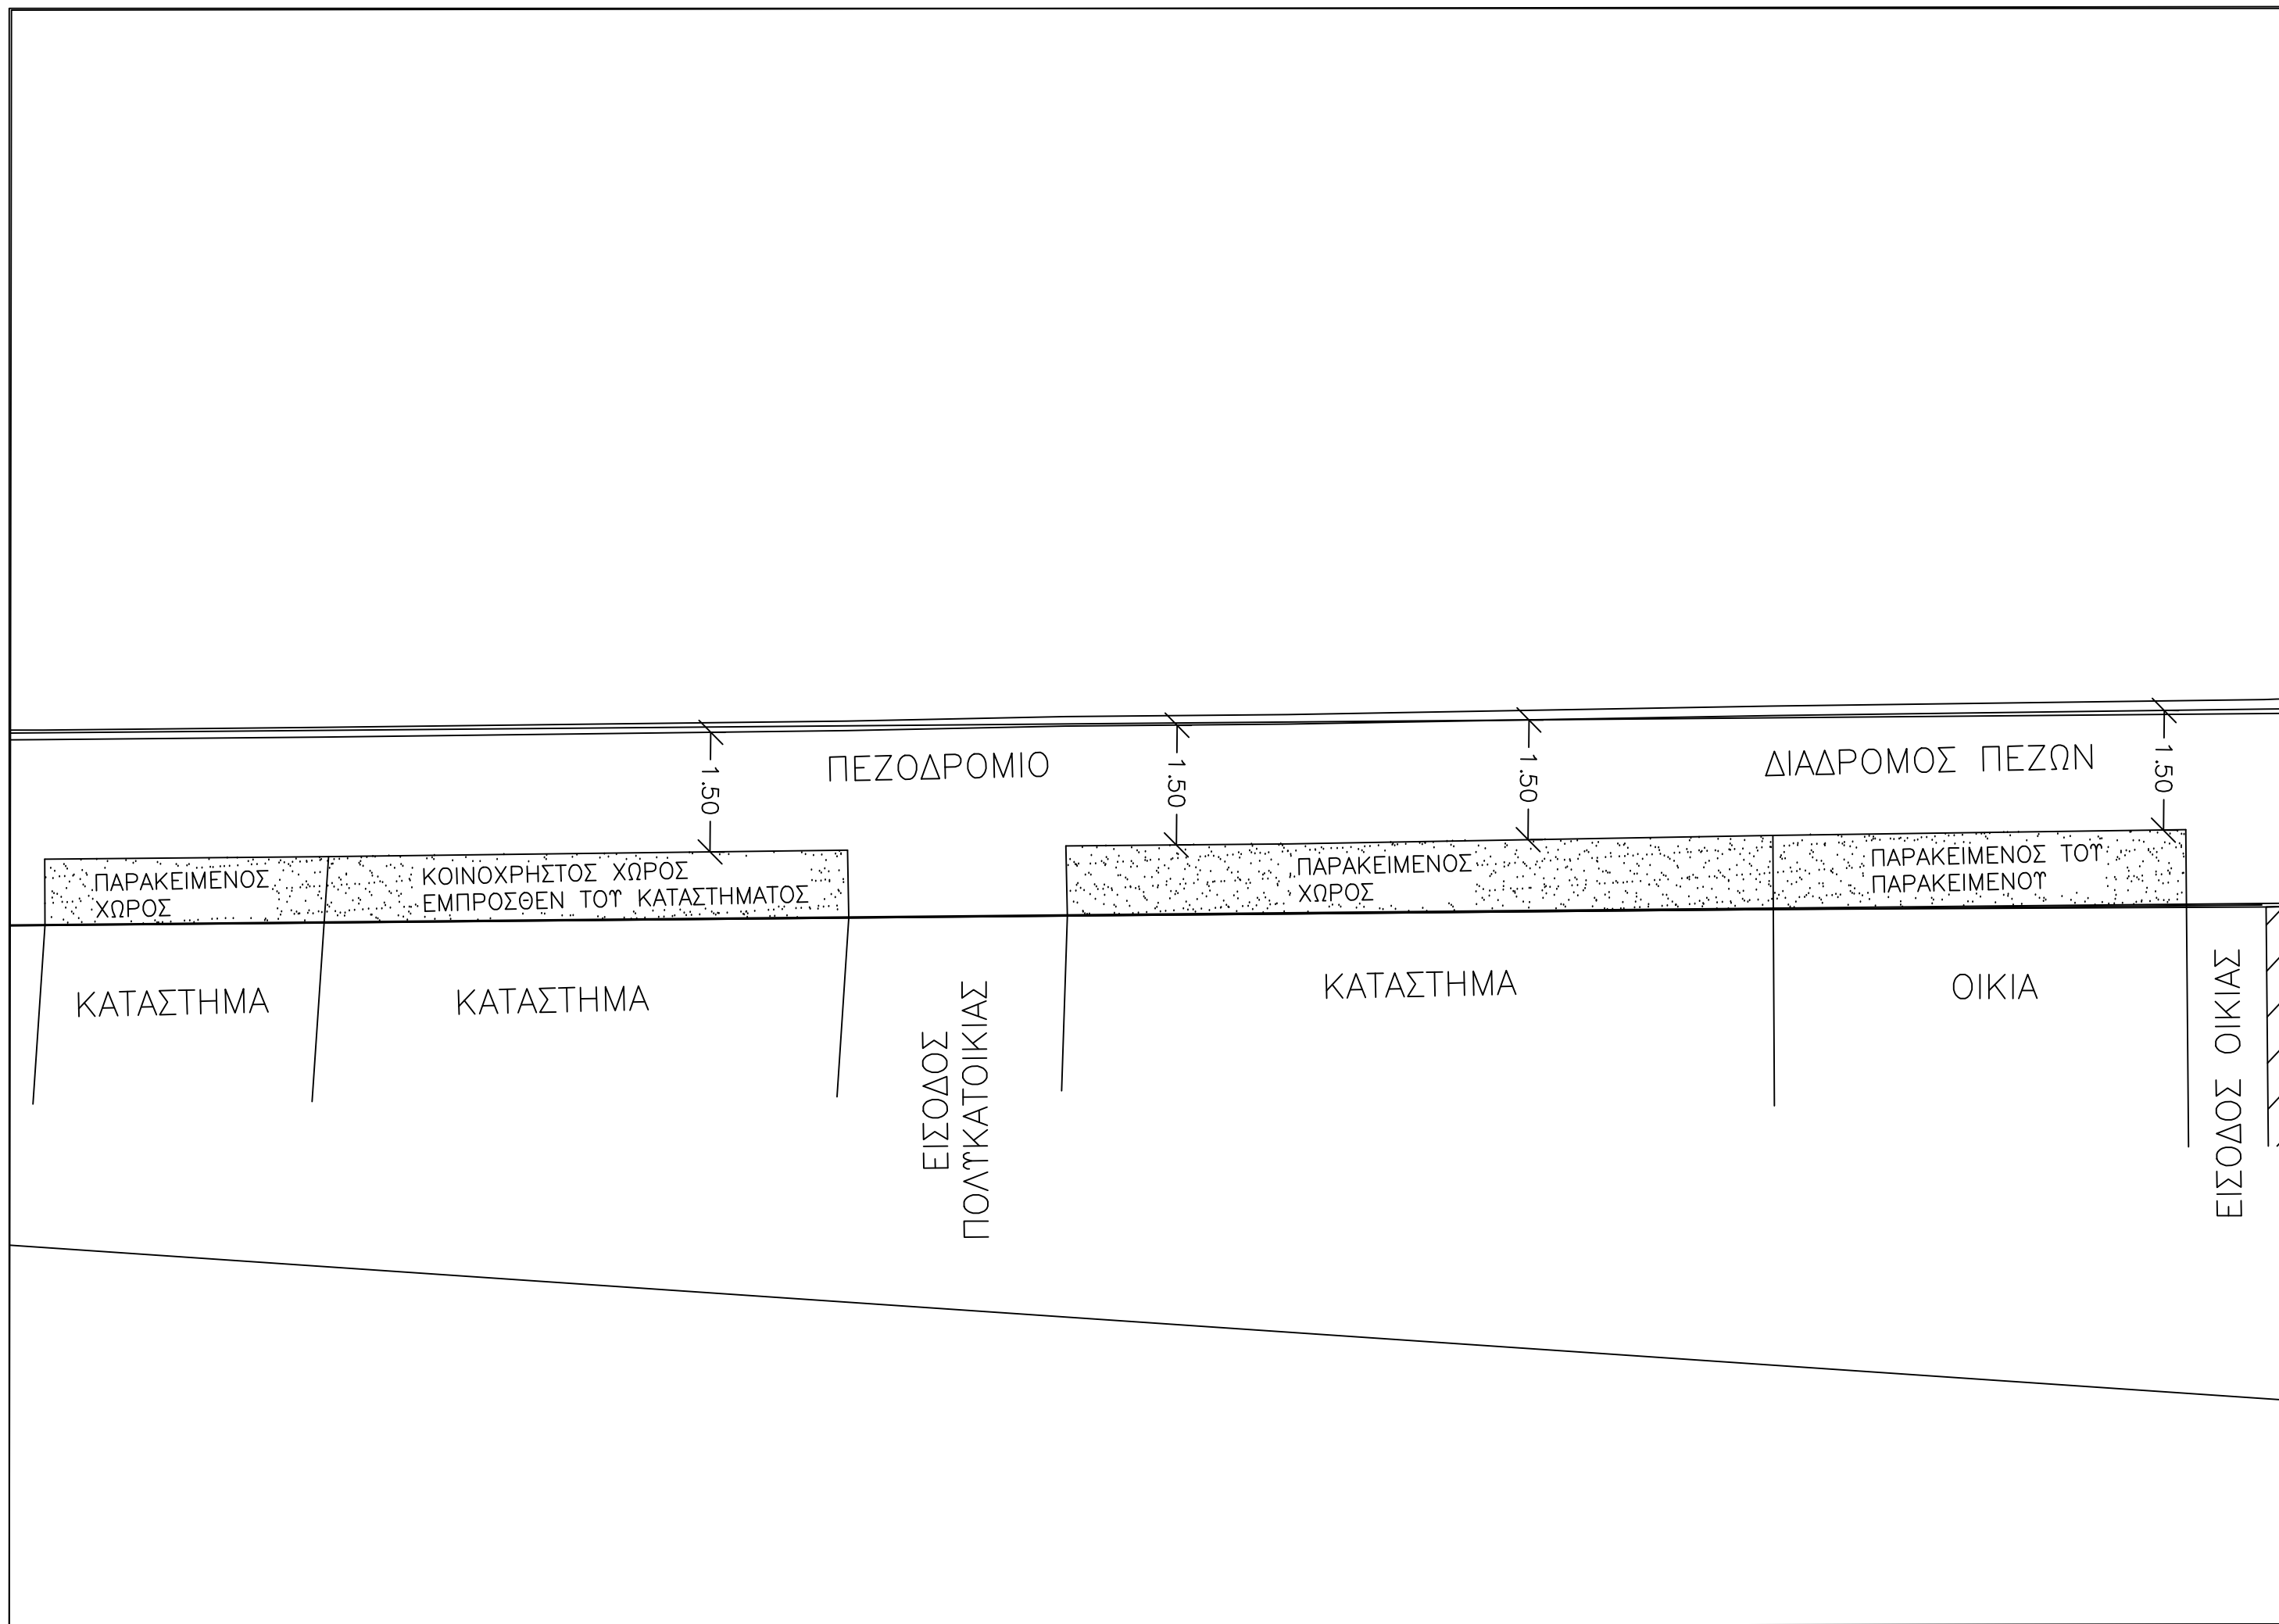 ΠΕΖΟΔΡΟΜΙΟ
ΔΙΑΔΡΟΜΟΣ ΠΕΖΩΝ
1.50
1.50
1.50
1.50
ΠΑΡΑΚΕΙΜΕΝΟΣ
ΧΩΡΟΣ
ΚΟΙΝΟΧΡΗΣΤΟΣ ΧΩΡΟΣ
ΕΜΠΡΟΣΘΕΝ ΤΟΥ ΚΑΤΑΣΤΗΜΑΤΟΣ
ΠΑΡΑΚΕΙΜΕΝΟΣ
ΧΩΡΟΣ
ΠΑΡΑΚΕΙΜΕΝΟΣ ΤΟΥ
ΠΑΡΑΚΕΙΜΕΝΟΥ
ΚΑΤΑΣΤΗΜΑ
ΚΑΤΑΣΤΗΜΑ
ΕΙΣΟΔΟΣ
ΠΟΛΥΚΑΤΟΙΚΙΑΣ
ΚΑΤΑΣΤΗΜΑ
ΟΙΚΙΑ
ΕΙΣΟΔΟΣ ΟΙΚΙΑΣ